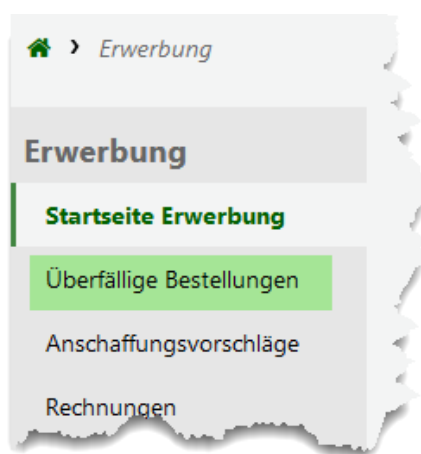 › Erwerbung
Erwerbung
Startseite Erwerbung
Überfällige Bestellungen
Anschaffungsvorschläge
Rechnungen